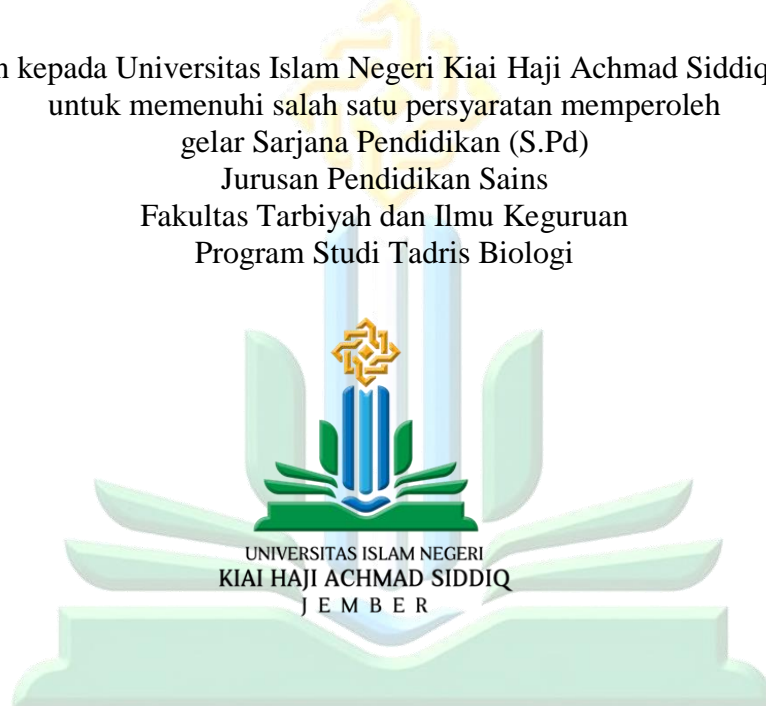 kepada Universitas Islam Negeri Kiai Haji Achmad Siddiq
untuk memenuhi salah satu persyaratan memperoleh
gelar Sarjana Pendidikan (S.Pd)
Jurusan Pendidikan Sains
Fakultas Tarbiyah dan Ilmu Keguruan
Program Studi Tadris Biologi
UNIVERSITAS ISLAM NEGERI
KIAI HAJI ACHMAD SIDDIQ
JEMBER